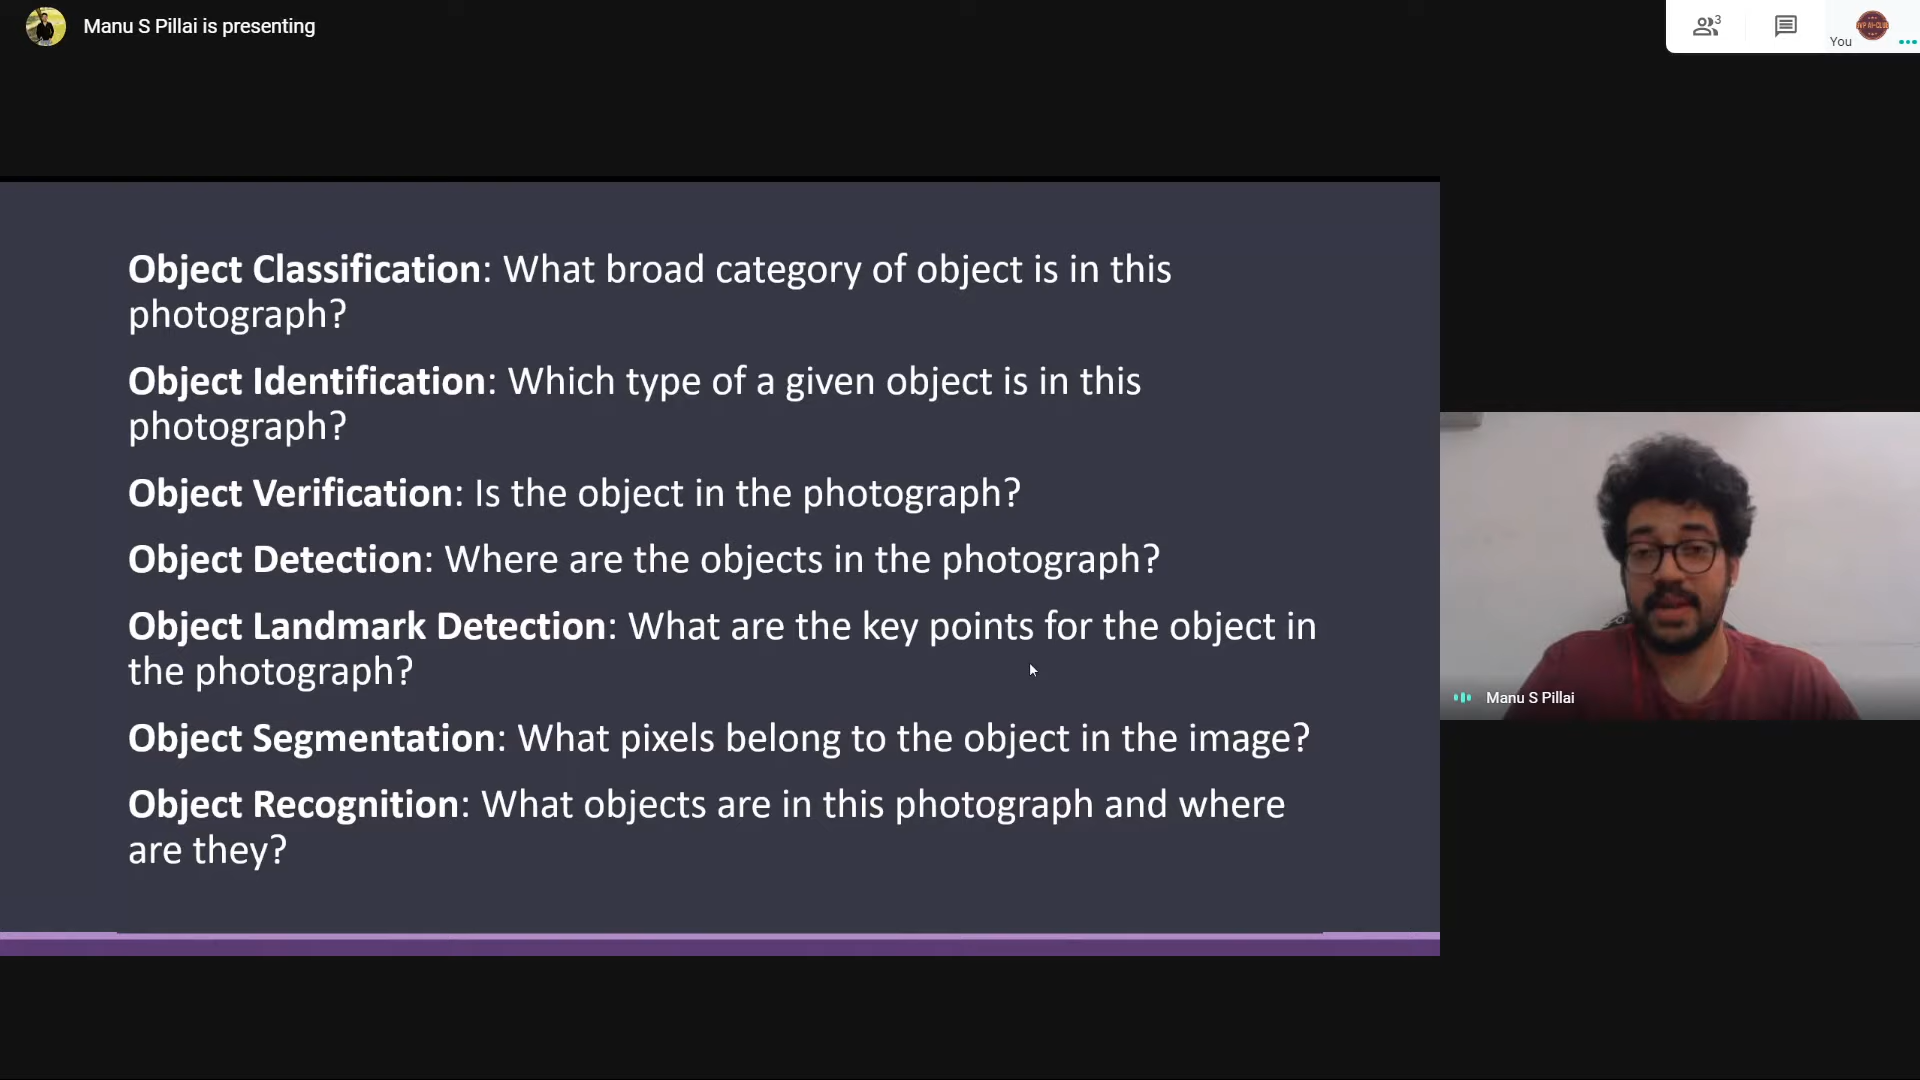 Manu S Pillai is presenting
3
You
Object Classification: What broad category of object is in this
photograph?
Object Identification: Which type of a given object is in this
photograph?
Object Verification: Is the object in the photograph?
Object Detection: Where are the objects in the photograph?
Object Landmark Detection: What are the key points for the object in
the photograph?
Object Segmentation: What pixels belong to the object in the image?
Object Recognition: What objects are in this photograph and where
are they?
Manu S Pillai